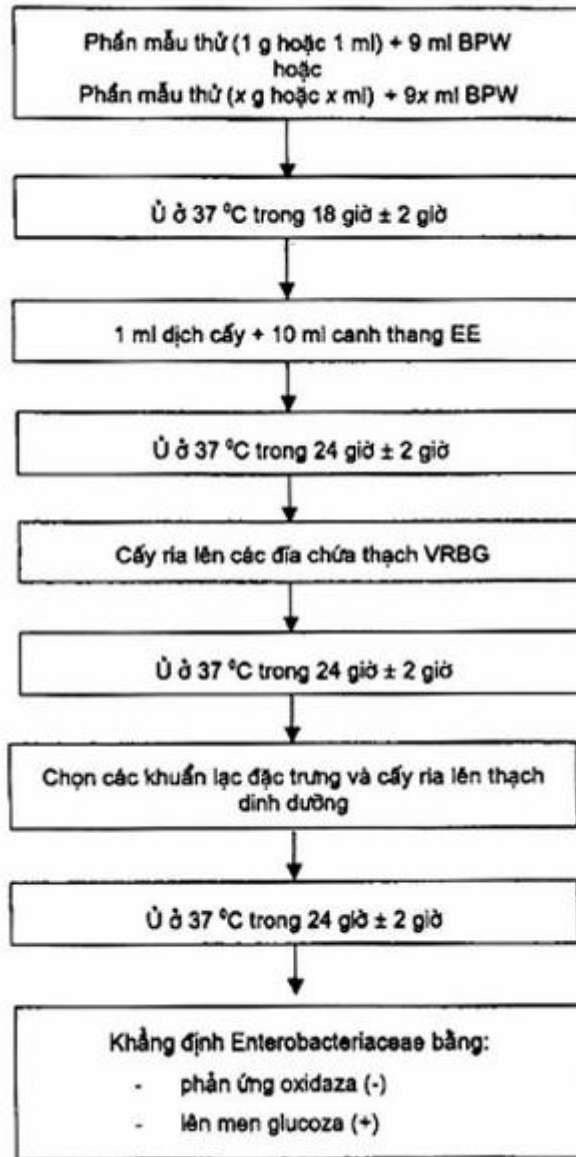 Phần mẫu thử (1 g hoặc 1 ml) + 9 ml BPW
hoặc
Phần mẫu thử (x g hoặc x ml) + 9x ml BPW
Ủ ở 37 ⁰C trong 18 giờ ± 2 giờ
1 ml dịch cấy + 10 ml canh thang EE
Ủ ở 37 ⁰C trong 24 giờ ± 2 giờ
Cấy ria lên các đĩa chứa thạch VRBG
Ủ ở 37 ⁰C trong 24 giờ ± 2 giờ
Chọn các khuẩn lạc đặc trưng và cấy ria lên thạch
dinh dưỡng
Ủ ở 37 ⁰C trong 24 giờ ± 2 giờ
Khẳng định Enterobacteriaceae bằng:
- phản ứng oxidaza (-)
- lên men glucoza (+)